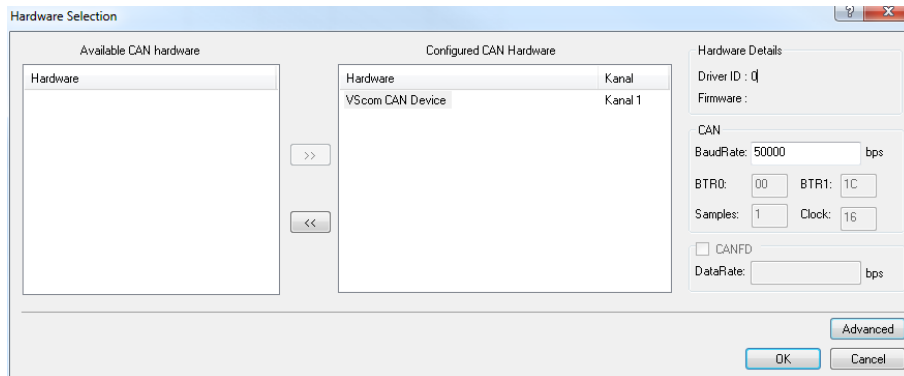 Hardware Selection
Available CAN hardware
Hardware
>>
<<
Configured CAN Hardware
Hardware Kanal
VScom CAN Device Kanal 1
Hardware Details
Driver ID : 0
Firmware :
CAN
BaudRate: 50000 bps
BTR0: 00 BTR1: 1C
Samples: 1 Clock: 16
CANFD
DataRate: bps
Advanced
OK Cancel